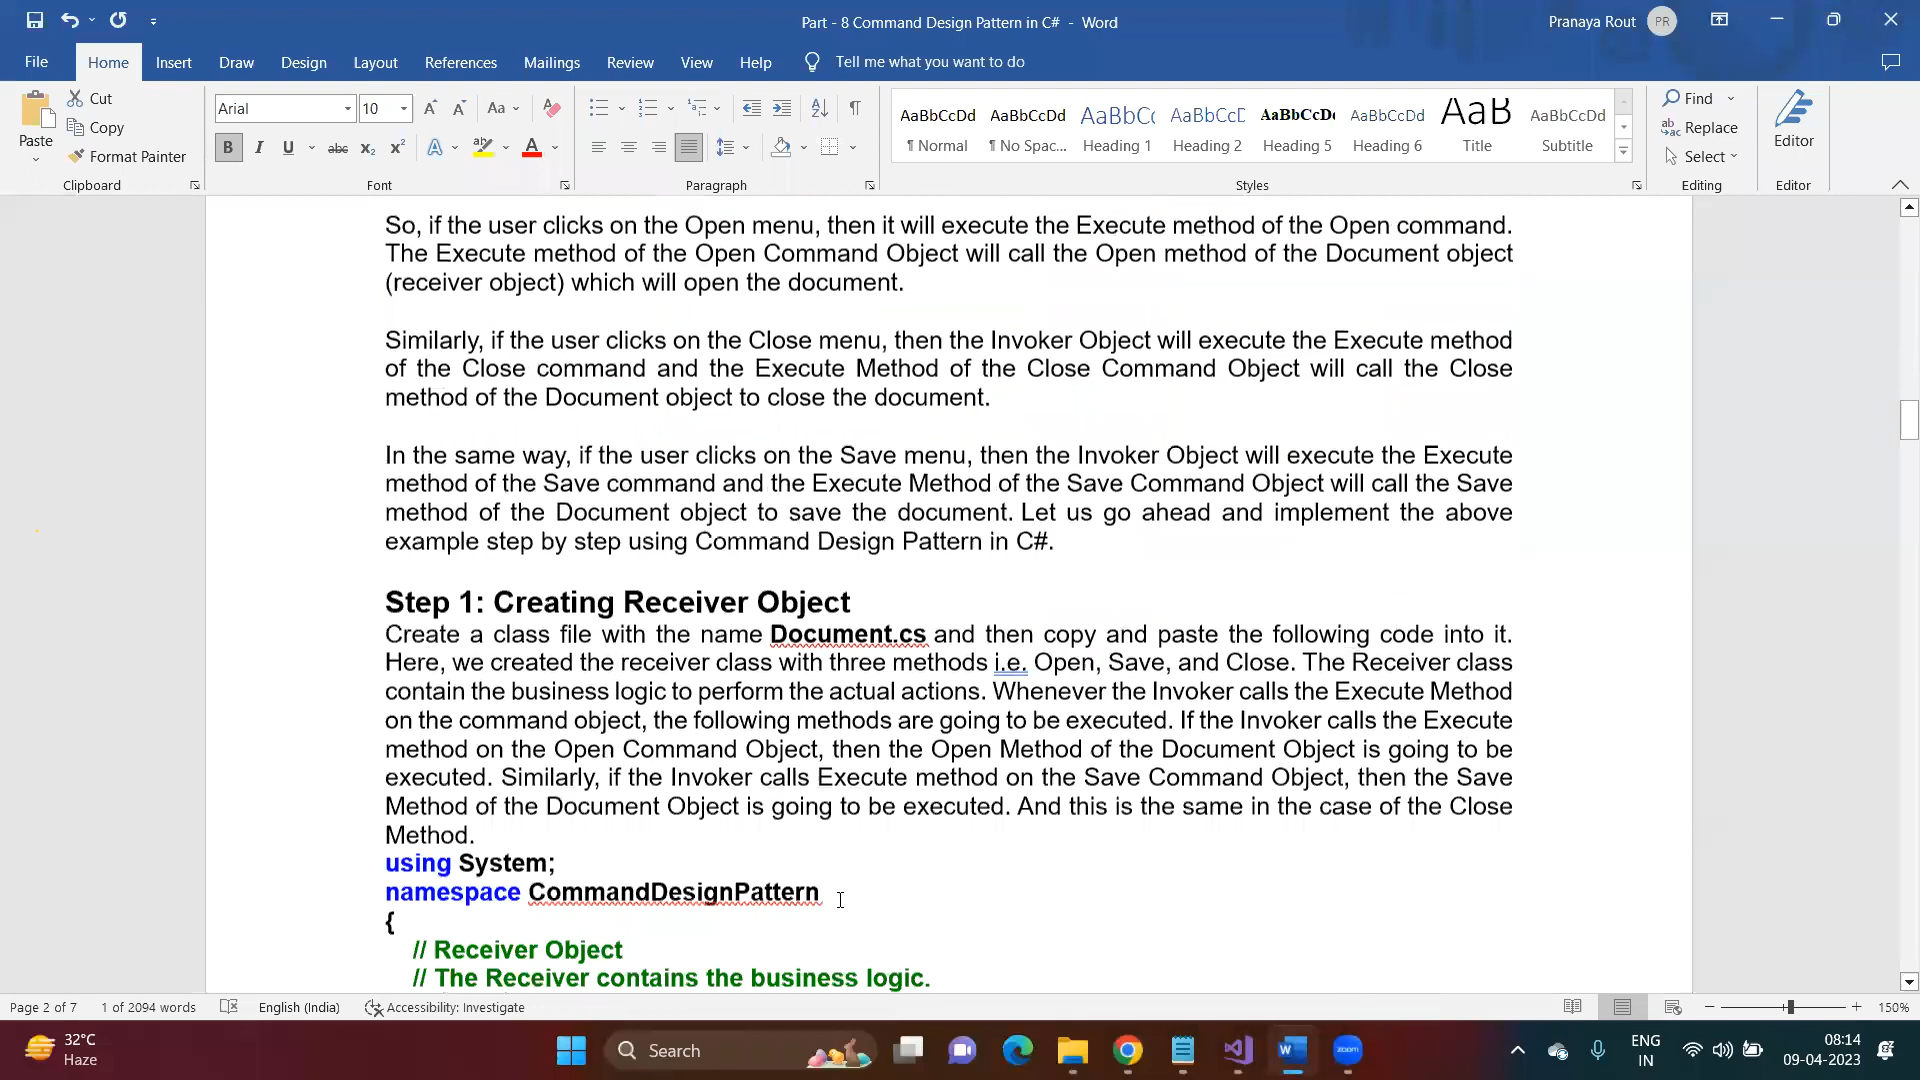 Part - 8 Command Design Pattern in C# - Word
Pranaya Rout PR
File Home Insert Draw Design Layout References Mailings Review View Help Tell me what you want to do
Paste
Cut
Copy
Format Painter
Clipboard
Arial 10
Font
Paragraph
AaBbCcDd AaBbCcDd AaBbCc AaBbCcD AaBbCcDc AaBbCcDd AaB AaBbCcDd
¶ Normal ¶ No Spac... Heading 1 Heading 2 Heading 5 Heading 6 Title Subtitle
Styles
Find
Replace
Select
Editing
Editor
Editor
So, if the user clicks on the Open menu, then it will execute the Execute method of the Open command.
The Execute method of the Open Command Object will call the Open method of the Document object
(receiver object) which will open the document.
Similarly, if the user clicks on the Close menu, then the Invoker Object will execute the Execute method
of the Close command and the Execute Method of the Close Command Object will call the Close
method of the Document object to close the document.
In the same way, if the user clicks on the Save menu, then the Invoker Object will execute the Execute
method of the Save command and the Execute Method of the Save Command Object will call the Save
method of the Document object to save the document. Let us go ahead and implement the above
example step by step using Command Design Pattern in C#.
Step 1: Creating Receiver Object
Create a class file with the name Document.cs and then copy and paste the following code into it.
Here, we created the receiver class with three methods i.e. Open, Save, and Close. The Receiver class
contain the business logic to perform the actual actions. Whenever the Invoker calls the Execute Method
on the command object, the following methods are going to be executed. If the Invoker calls the Execute
method on the Open Command Object, then the Open Method of the Document Object is going to be
executed. Similarly, if the Invoker calls Execute method on the Save Command Object, then the Save
Method of the Document Object is going to be executed. And this is the same in the case of the Close
Method.
using System;
namespace CommandDesignPattern
{
// Receiver Object
// The Receiver contains the business logic.
Page 2 of 7 1 of 2094 words English (India) Accessibility: Investigate 150%
32°C
Haze
Search
zoom
ENG
IN
08:14
09-04-2023